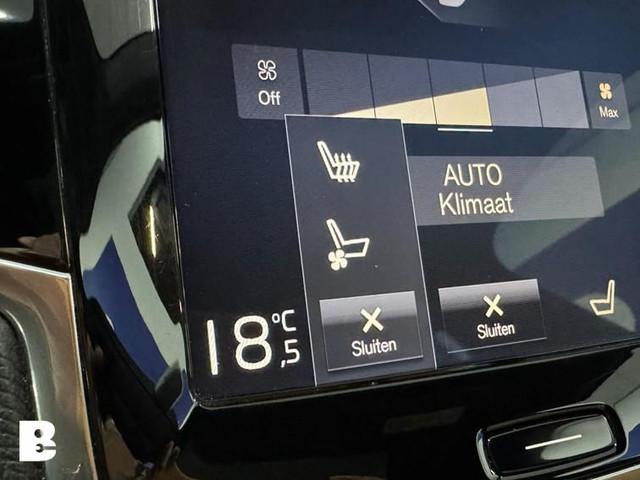 Off
Max
AUTO
Klimaat
18 °C
,5
Sluiten
Sluiten
B